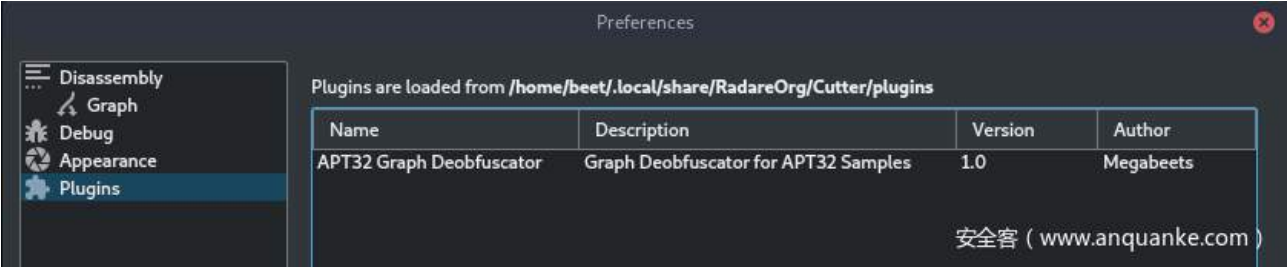 Preferences
Disassembly
Graph
Debug
Appearance
Plugins
Plugins are loaded from /home/beet/.local/share/RadareOrg/Cutter/plugins
Name Description Version Author
APT32 Graph Deobfuscator Graph Deobfuscator for APT32 Samples 1.0 Megabeets
安全客（www.anquanke.com）